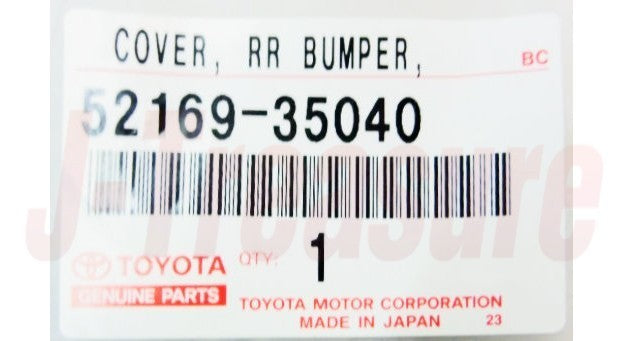 COVER, RR BUMPER,
BC
52169-35040
J-Treasure
TOYOTA
QTY:
1
GENUINE PARTS
TOYOTA MOTOR CORPORATION
MADE IN JAPAN
23